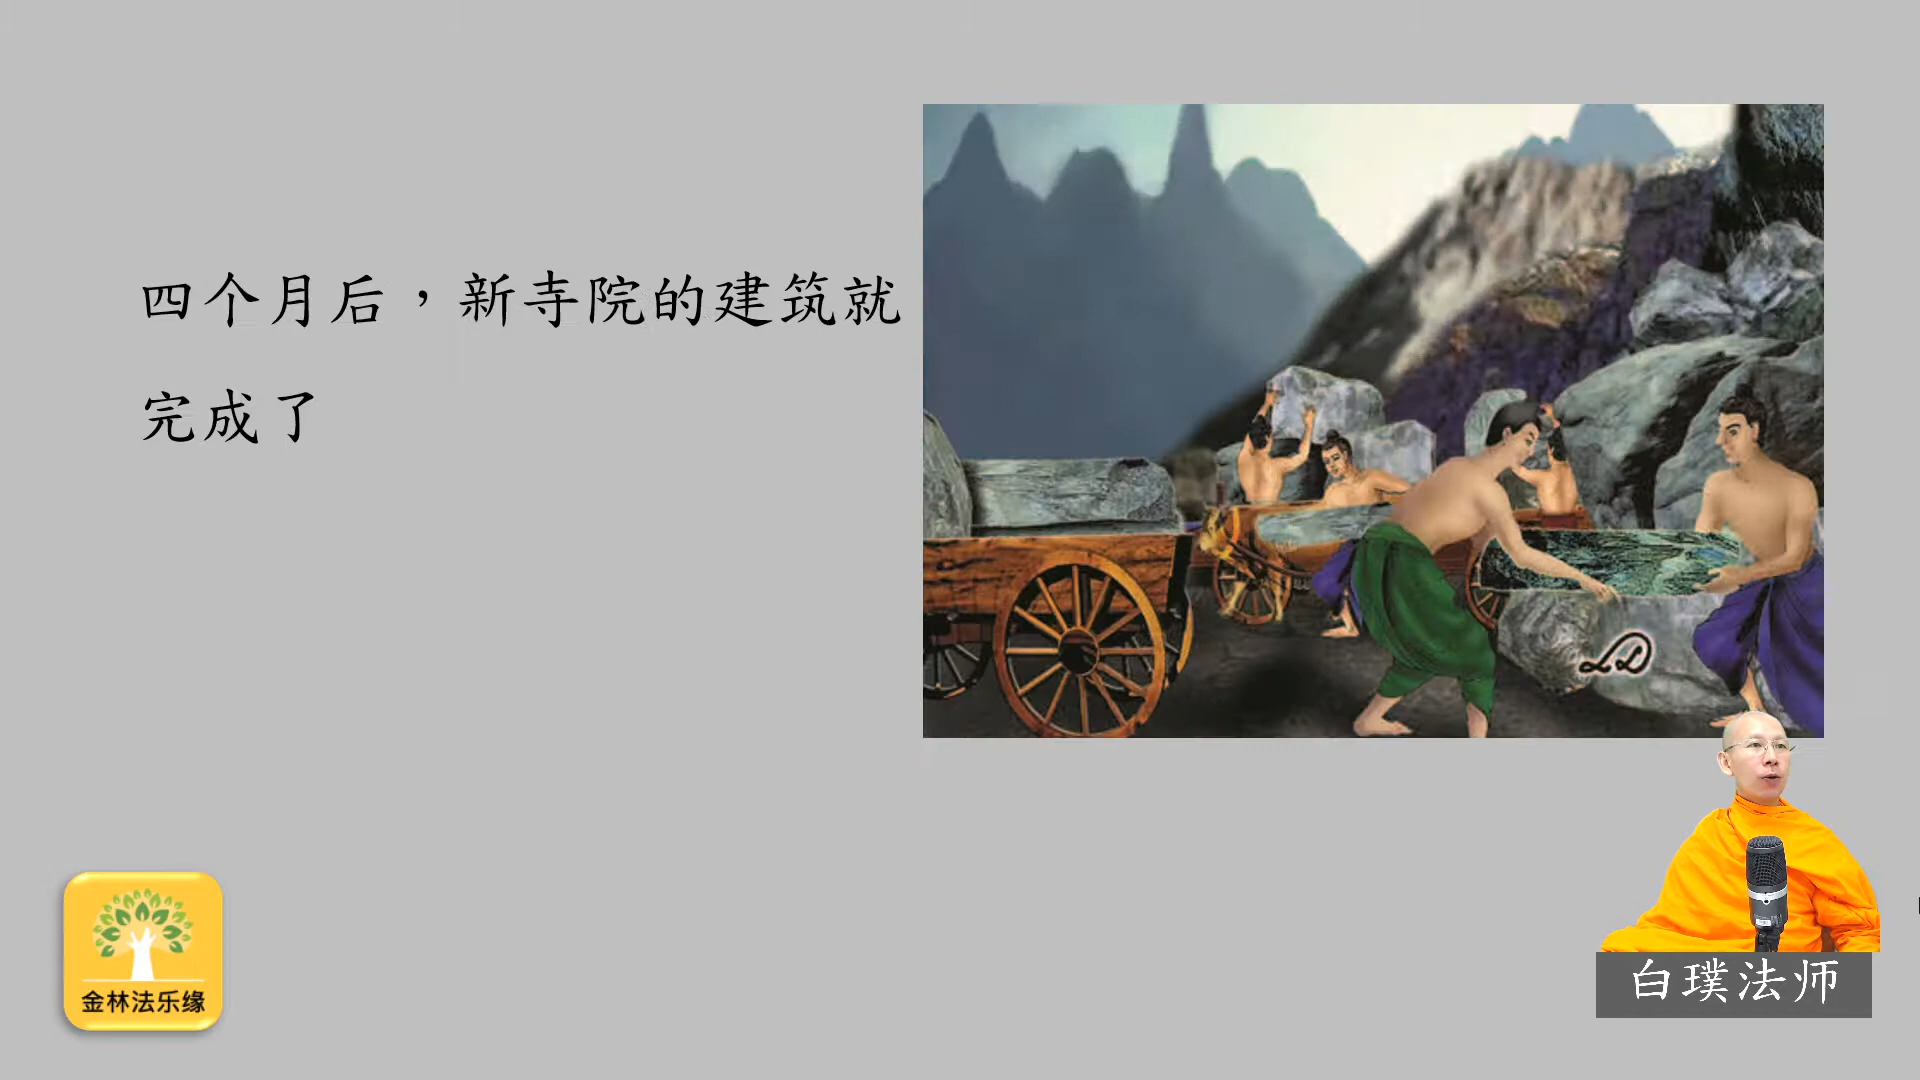 四个月后，新寺院的建筑就
完成了
金林法乐缘
白璞法师